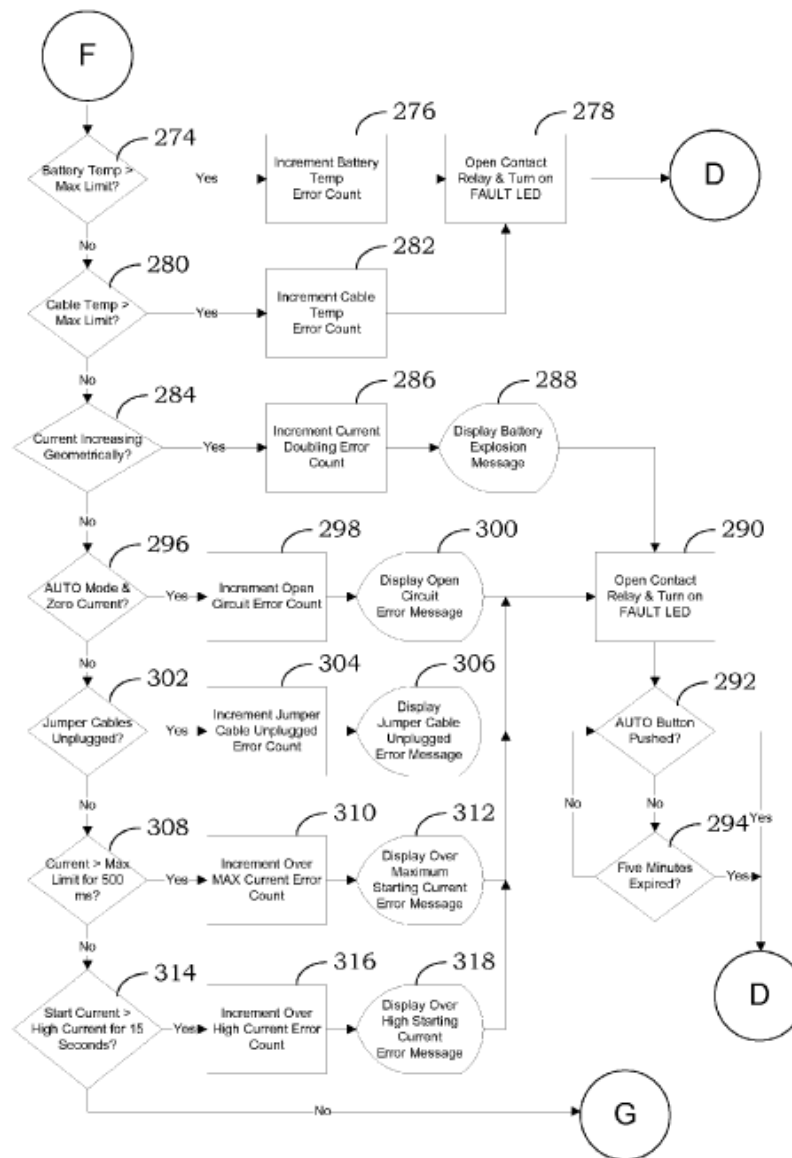 F
274
276
278
Battery Temp >
Max Limit?
Yes
Increment Battery
Temp
Error Count
Open Contact
Relay & Turn on
FAULT LED
D
No
280
282
Cable Temp >
Max Limit?
Yes
Increment Cable
Temp
Error Count
No
284
286
288
Current Increasing
Geometrically?
Yes
Increment Current
Doubling Error
Count
Display Battery
Explosion
Message
No
296
298
300
290
AUTO Mode &
Zero Current?
Yes
Increment Open
Circuit Error Count
Display Open
Circuit
Error Message
Open Contact
Relay & Turn on
FAULT LED
No
302
304
306
292
Jumper Cables
Unplugged?
Yes
Increment Jumper
Cable Unplugged
Error Count
Display
Jumper Cable
Unplugged
Error Message
AUTO Button
Pushed?
No
No
No
Yes
308
310
312
294
Current > Max
Limit for 500
ms?
Yes
Increment Over
MAX Current Error
Count
Display Over
Maximum
Starting Current
Error Message
Five Minutes
Expired?
Yes
No
314
316
318
Start Current >
High Current for 15
Seconds?
Yes
Increment Over
High Current Error
Count
Display Over
High Starting
Current
Error Message
D
No
G